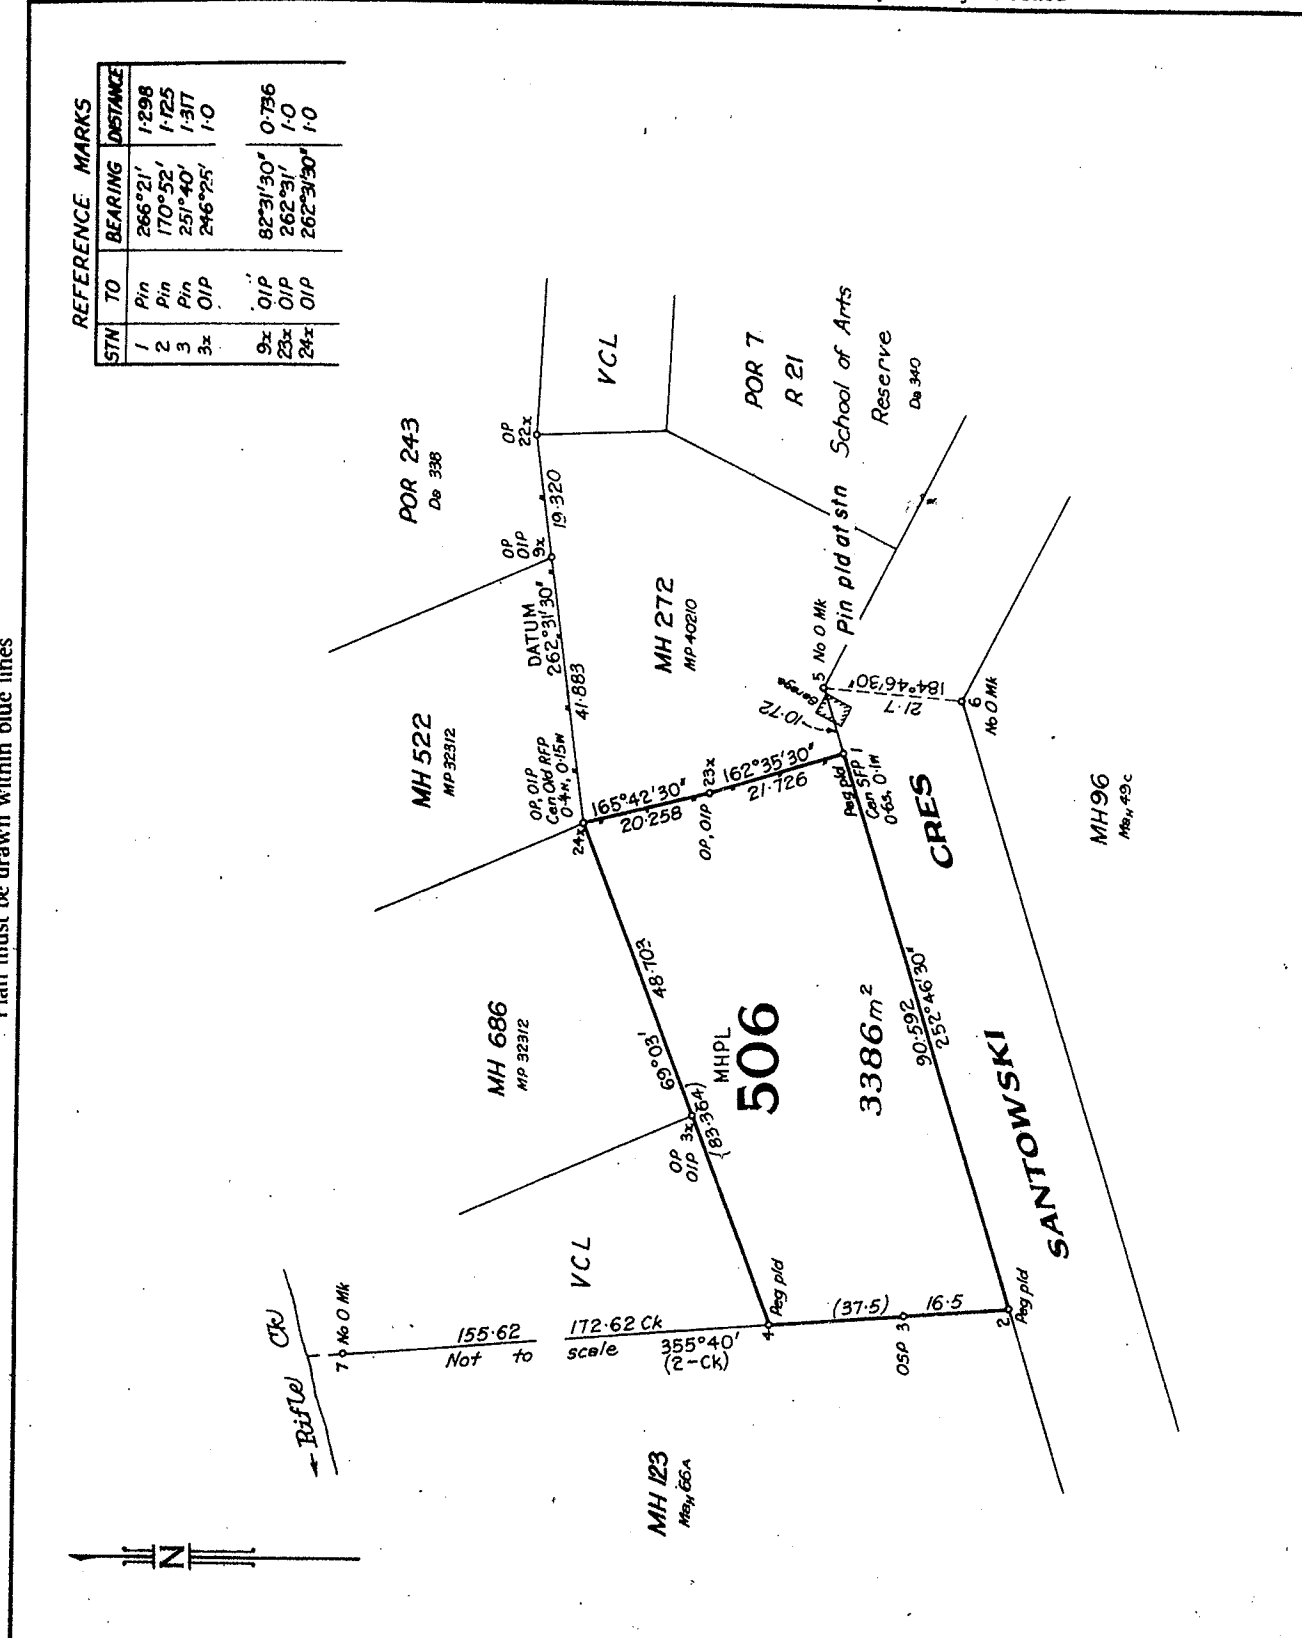 Plan must be drawn within blue lines
REFERENCE MARKS
STN TO BEARING DISTANCE
1 Pin 266°21' 1·298
2 Pin 170°52' 1·725
3 Pin 251°40' 1·317
3x OIP 246°25' 1·0
9x OIP 82°31'30" 0·736
23x OIP 262°31' 1·0
24x OIP 262°31'30" 1·0
POR 243
Da 338
OP
22x
VCL
POR 7
R 21
School of Arts
Reserve
Da 340
19·320
OP
OIP
9x
DATUM
262°31'30"
41·883
MH 522
MP 32312
MH 272
MP 40210
Pin pld at stn
5 No O Mk
Garage
10·72
184°46'30"
21·7
6
No O Mk
OP, OIP
Cen Old RFP
0·4N, 0·15W
24x
165°42'30"
20·258
23x
OP, OIP
162°35'30"
21·726
Peg pld 1
Cen SFP
0·6s, 0·1w
MH 96
MaH 49c
MH 686
MP 32312
48·703
69°03'
(83·364)
OP
OIP 3x
MHPL
506
3386m²
90·592
252°46'30"
SANTOWSKI CRES
VCL
Rifle Ck
7 No O Mk
155·62
172·62 Ck
Not to scale
355°40'
(2-Ck)
4 Peg pld
(37·5)
16·5
OSP 3
2 Peg pld
MH 123
MaH 66A
N